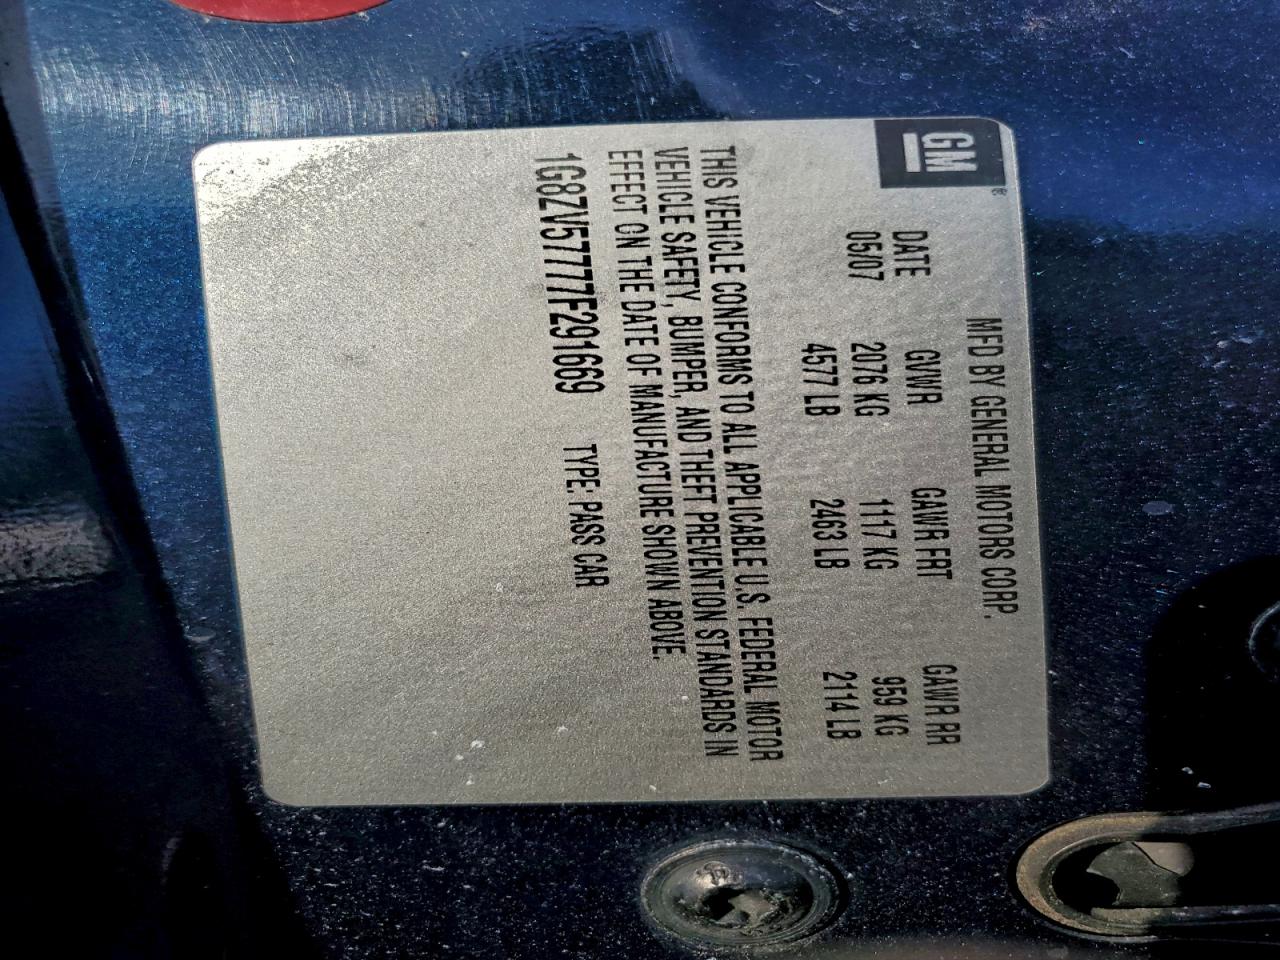 GM
®
MFD BY GENERAL MOTORS CORP.
DATE GVWR GAWR FRT GAWR RR
05/07 2076 KG 1117 KG 959 KG
4577 LB 2463 LB 2114 LB
THIS VEHICLE CONFORMS TO ALL APPLICABLE U.S. FEDERAL MOTOR
VEHICLE SAFETY, BUMPER, AND THEFT PREVENTION STANDARDS IN
EFFECT ON THE DATE OF MANUFACTURE SHOWN ABOVE.
1G8ZV57777F291669 TYPE: PASS CAR